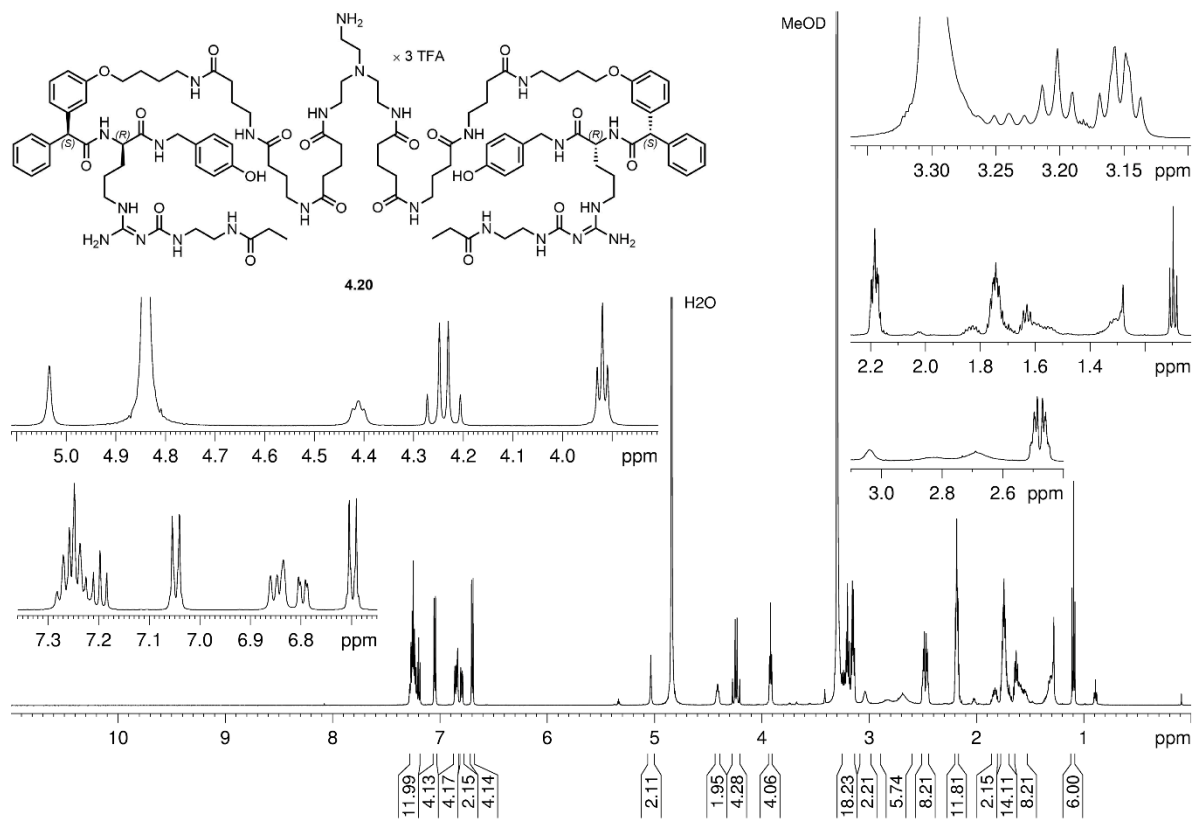 NH2
MeOD
× 3 TFA
N
O
O
N
H
O
O
N
H
O
HN
NH
O
O
N
H
(R)
O
N
H
N
H
O
O
N
H
O
N
H
(R)
H
N
O
(S)
O
OH
O
O
HO
O
(S)
NH
O
N
H
O
O
N
H
O
HN
H2N
N
O
N
H
H
N
O
O
N
H
H
N
O
N
NH2
4.20
3.30 3.25 3.20 3.15 ppm
H2O
2.2 2.0 1.8 1.6 1.4 ppm
5.0 4.9 4.8 4.7 4.6 4.5 4.4 4.3 4.2 4.1 4.0 ppm
3.0 2.8 2.6 ppm
7.3 7.2 7.1 7.0 6.9 6.8 ppm
10 9 8 7 6 5 4 3 2 1 ppm
11.99 4.13 4.17 2.15 4.14 2.11 1.95 4.28 4.06 18.23 2.21 5.74 8.21 11.81 2.15 14.11 8.21 6.00